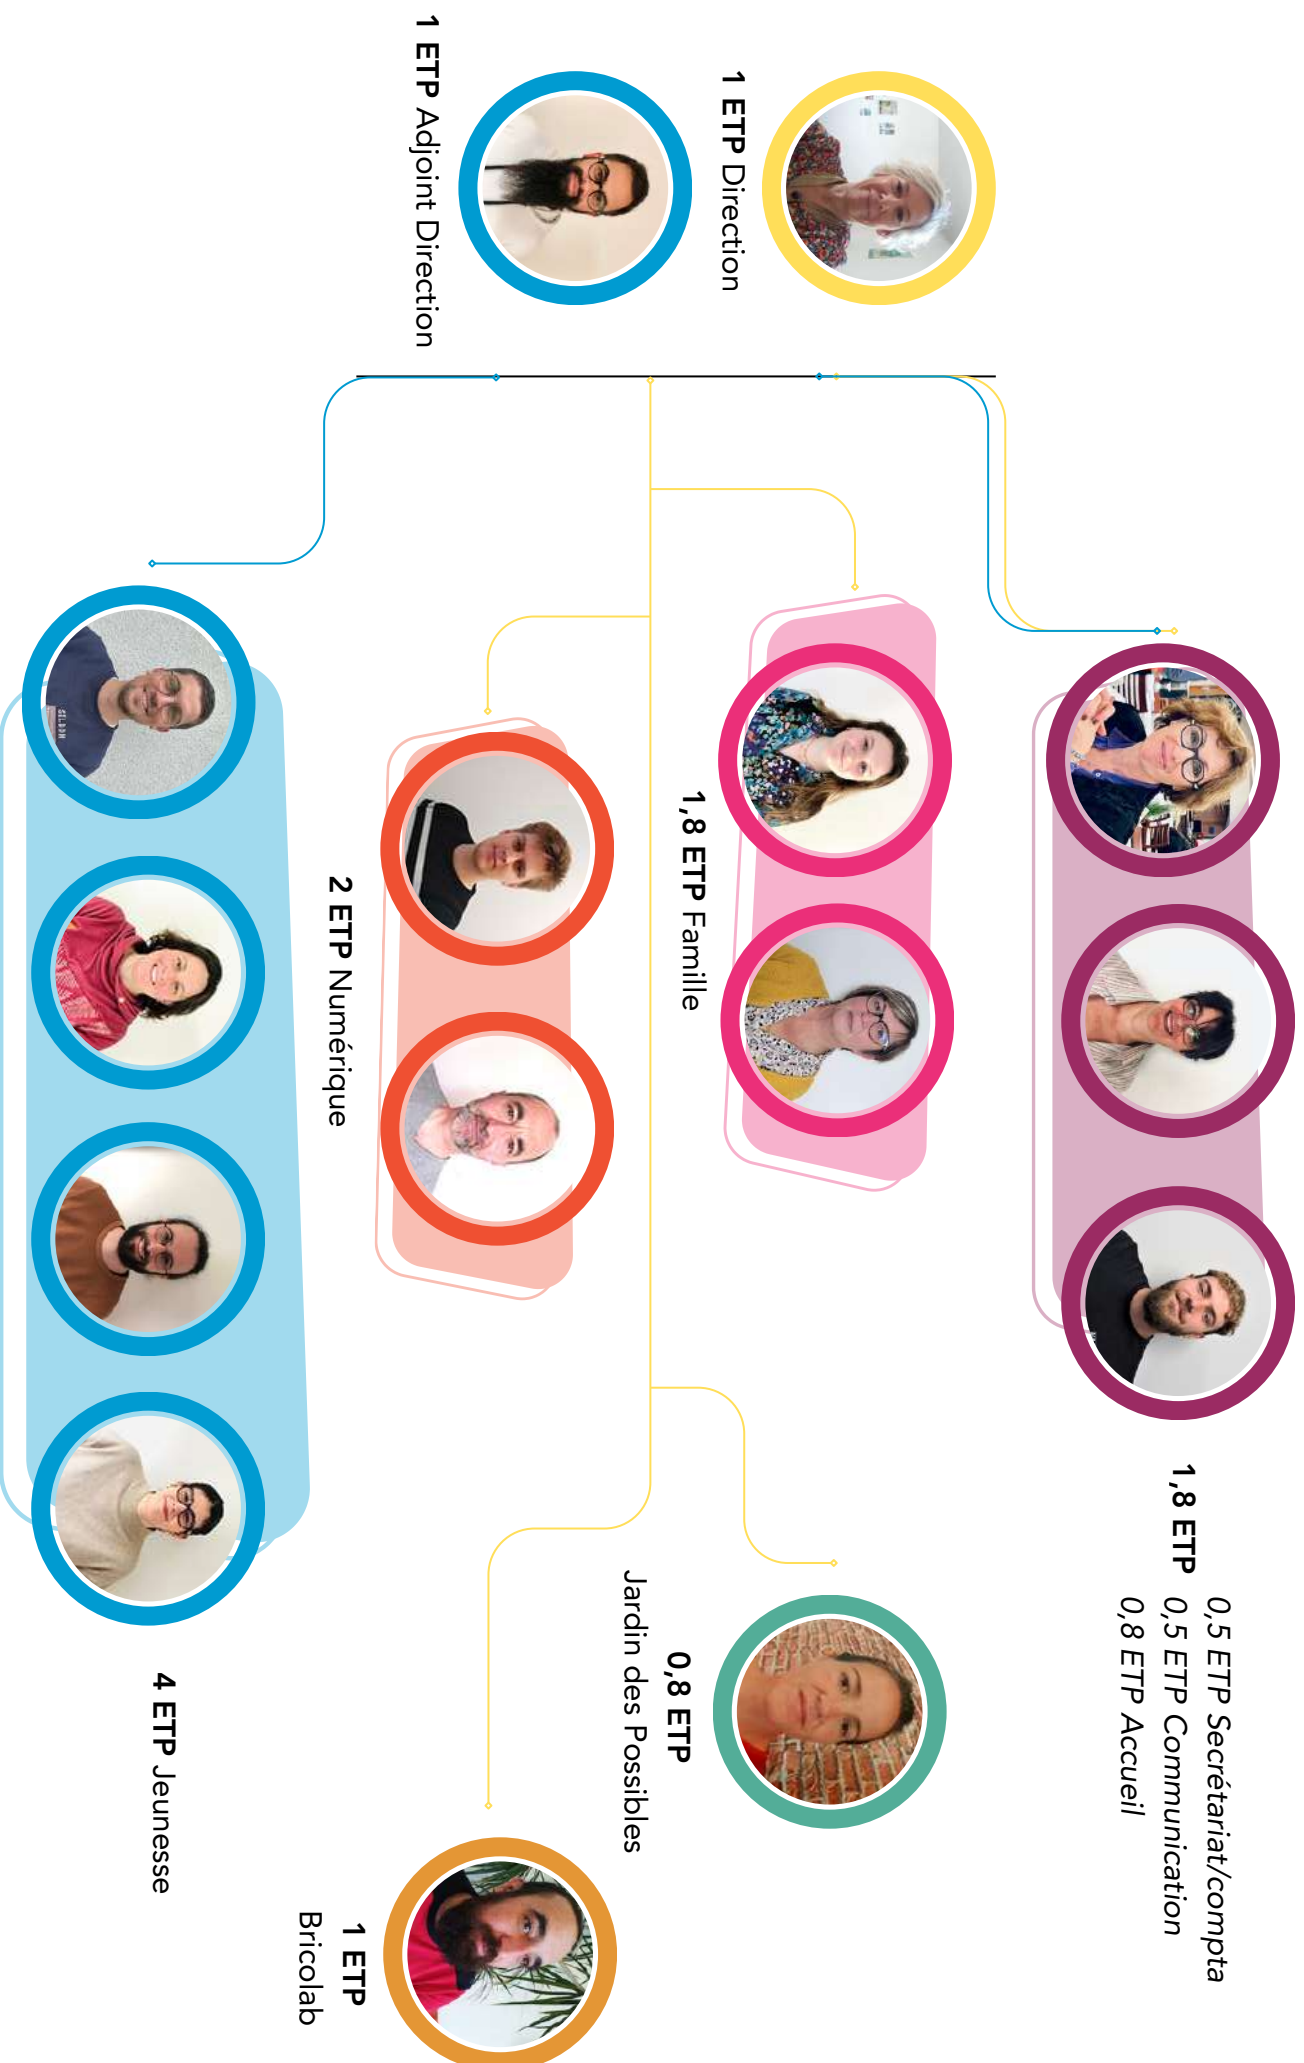 1 ETP Direction
1 ETP Adjoint Direction
1,8 ETP
0,5 ETP Secrétariat/compta
0,5 ETP Communication
0,8 ETP Accueil
1,8 ETP Famille
0,8 ETP
Jardin des Possibles
2 ETP Numérique
1 ETP
Bricolab
4 ETP Jeunesse